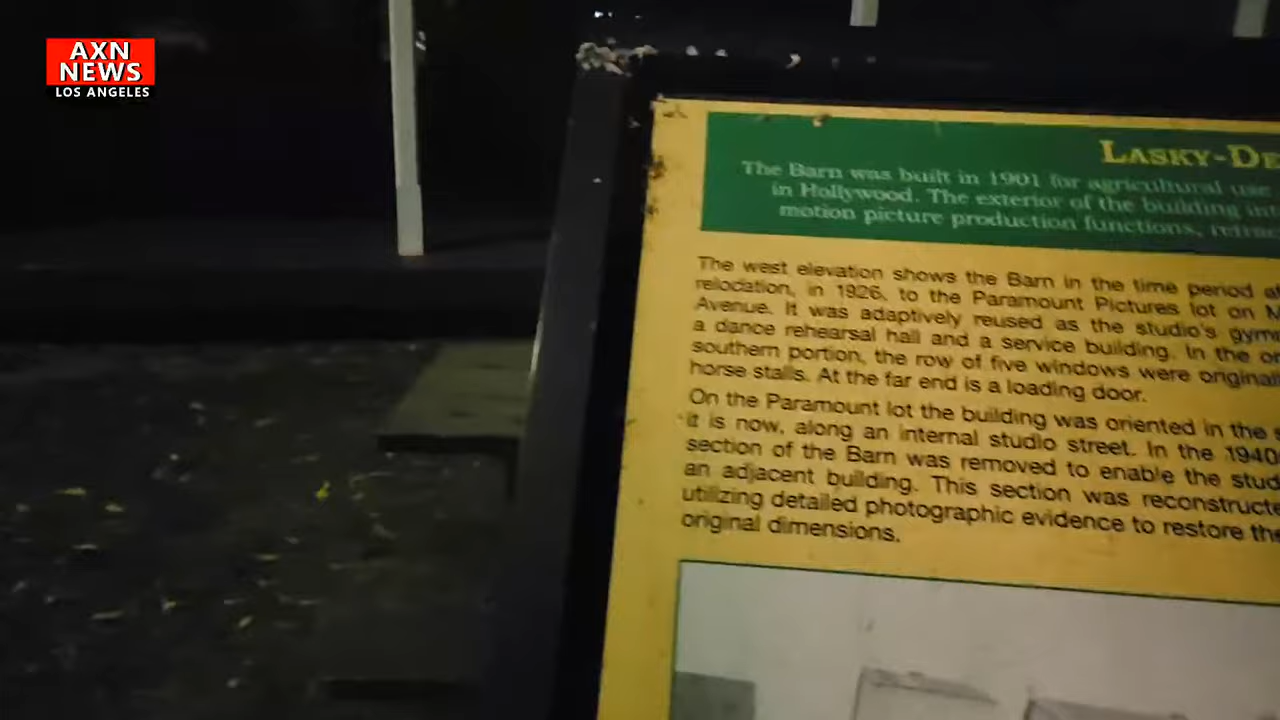 AXN
NEWS
LOS ANGELES
LASKY-DE
The Barn was built in 1901 for agricultural use
in Hollywood. The exterior of the building
motion picture production functions,
The west elevation shows the Barn in the time period
relocation, in 1926, to the Paramount Pictures lot on M
Avenue. It was adaptively reused as the studio's
a dance rehearsal hall and a service building. In the
southern portion, the row of five windows were
horse stalls. At the far end is a loading door.
On the Paramount lot the building was oriented in the
it is now, along an internal studio street. In the 1940
section of the Barn was removed to enable the
an adjacent building. This section was
utilizing detailed photographic evidence to restore the
original dimensions.